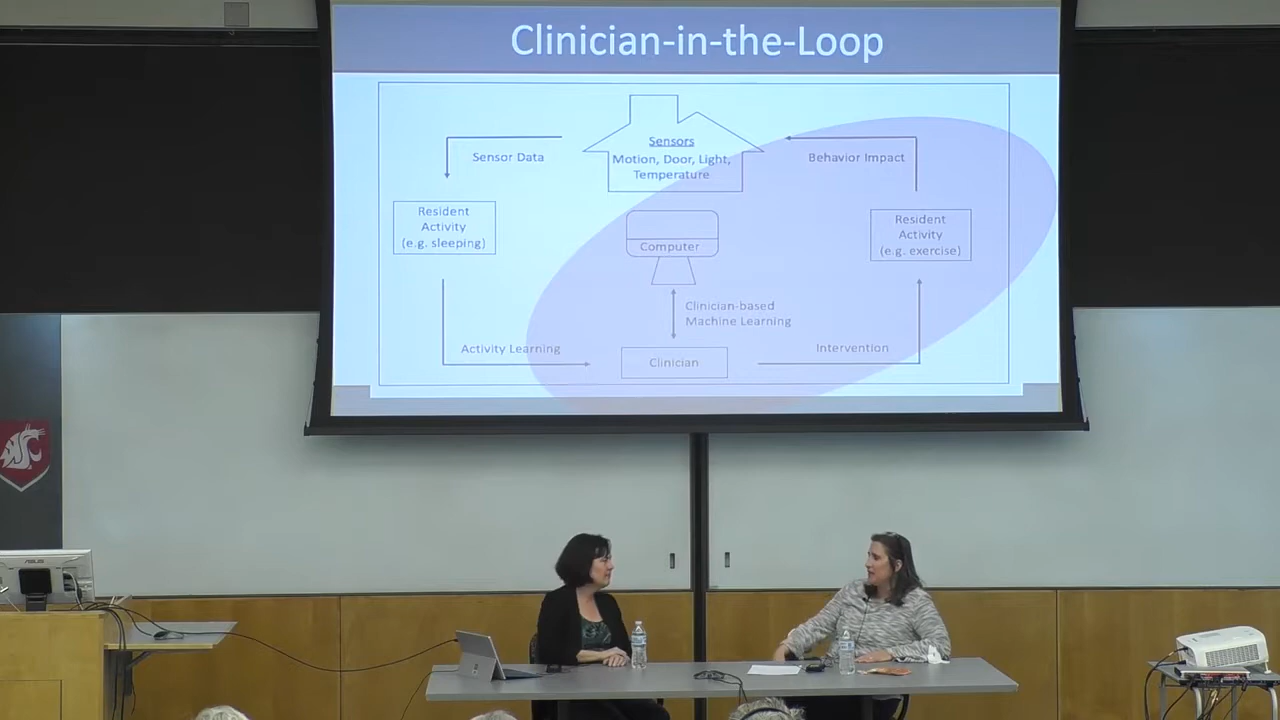 Clinician-in-the-Loop
Sensors
Motion, Door, Light,
Temperature
Sensor Data
Behavior Impact
Resident
Activity
(e.g. sleeping)
Resident
Activity
(e.g. exercise)
Computer
Clinician-based
Machine Learning
Activity Learning
Clinician
Intervention
ASUS